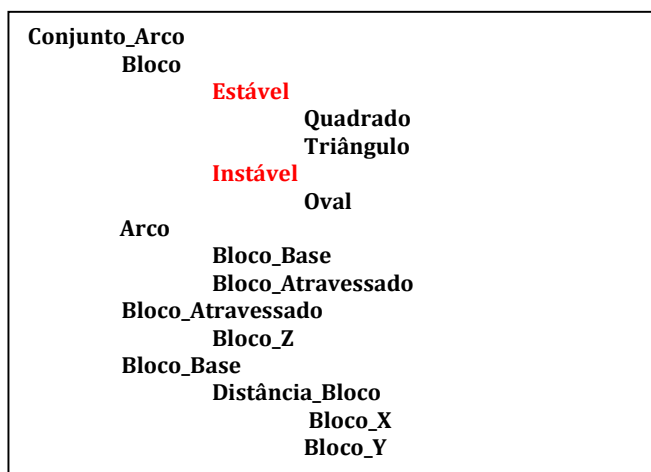 Conjunto_Arco
Bloco
Estável
Quadrado
Triângulo
Instável
Oval
Arco
Bloco_Base
Bloco_Atravessado
Bloco_Atravessado
Bloco_Z
Bloco_Base
Distância_Bloco
Bloco_X
Bloco_Y